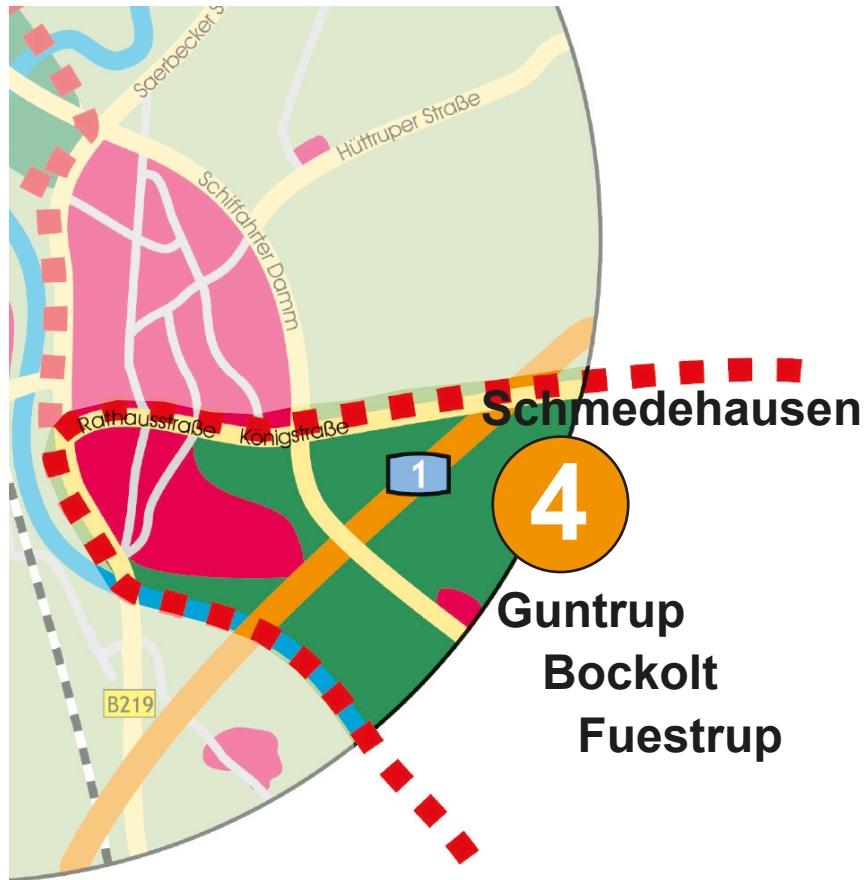 Saerbecker S
Hüttruper Straße
Schiffahrter Damm
Rathausstraße
Königstraße
Schmedehausen
1
4
Guntrup
Bockolt
Fuestrup
B219